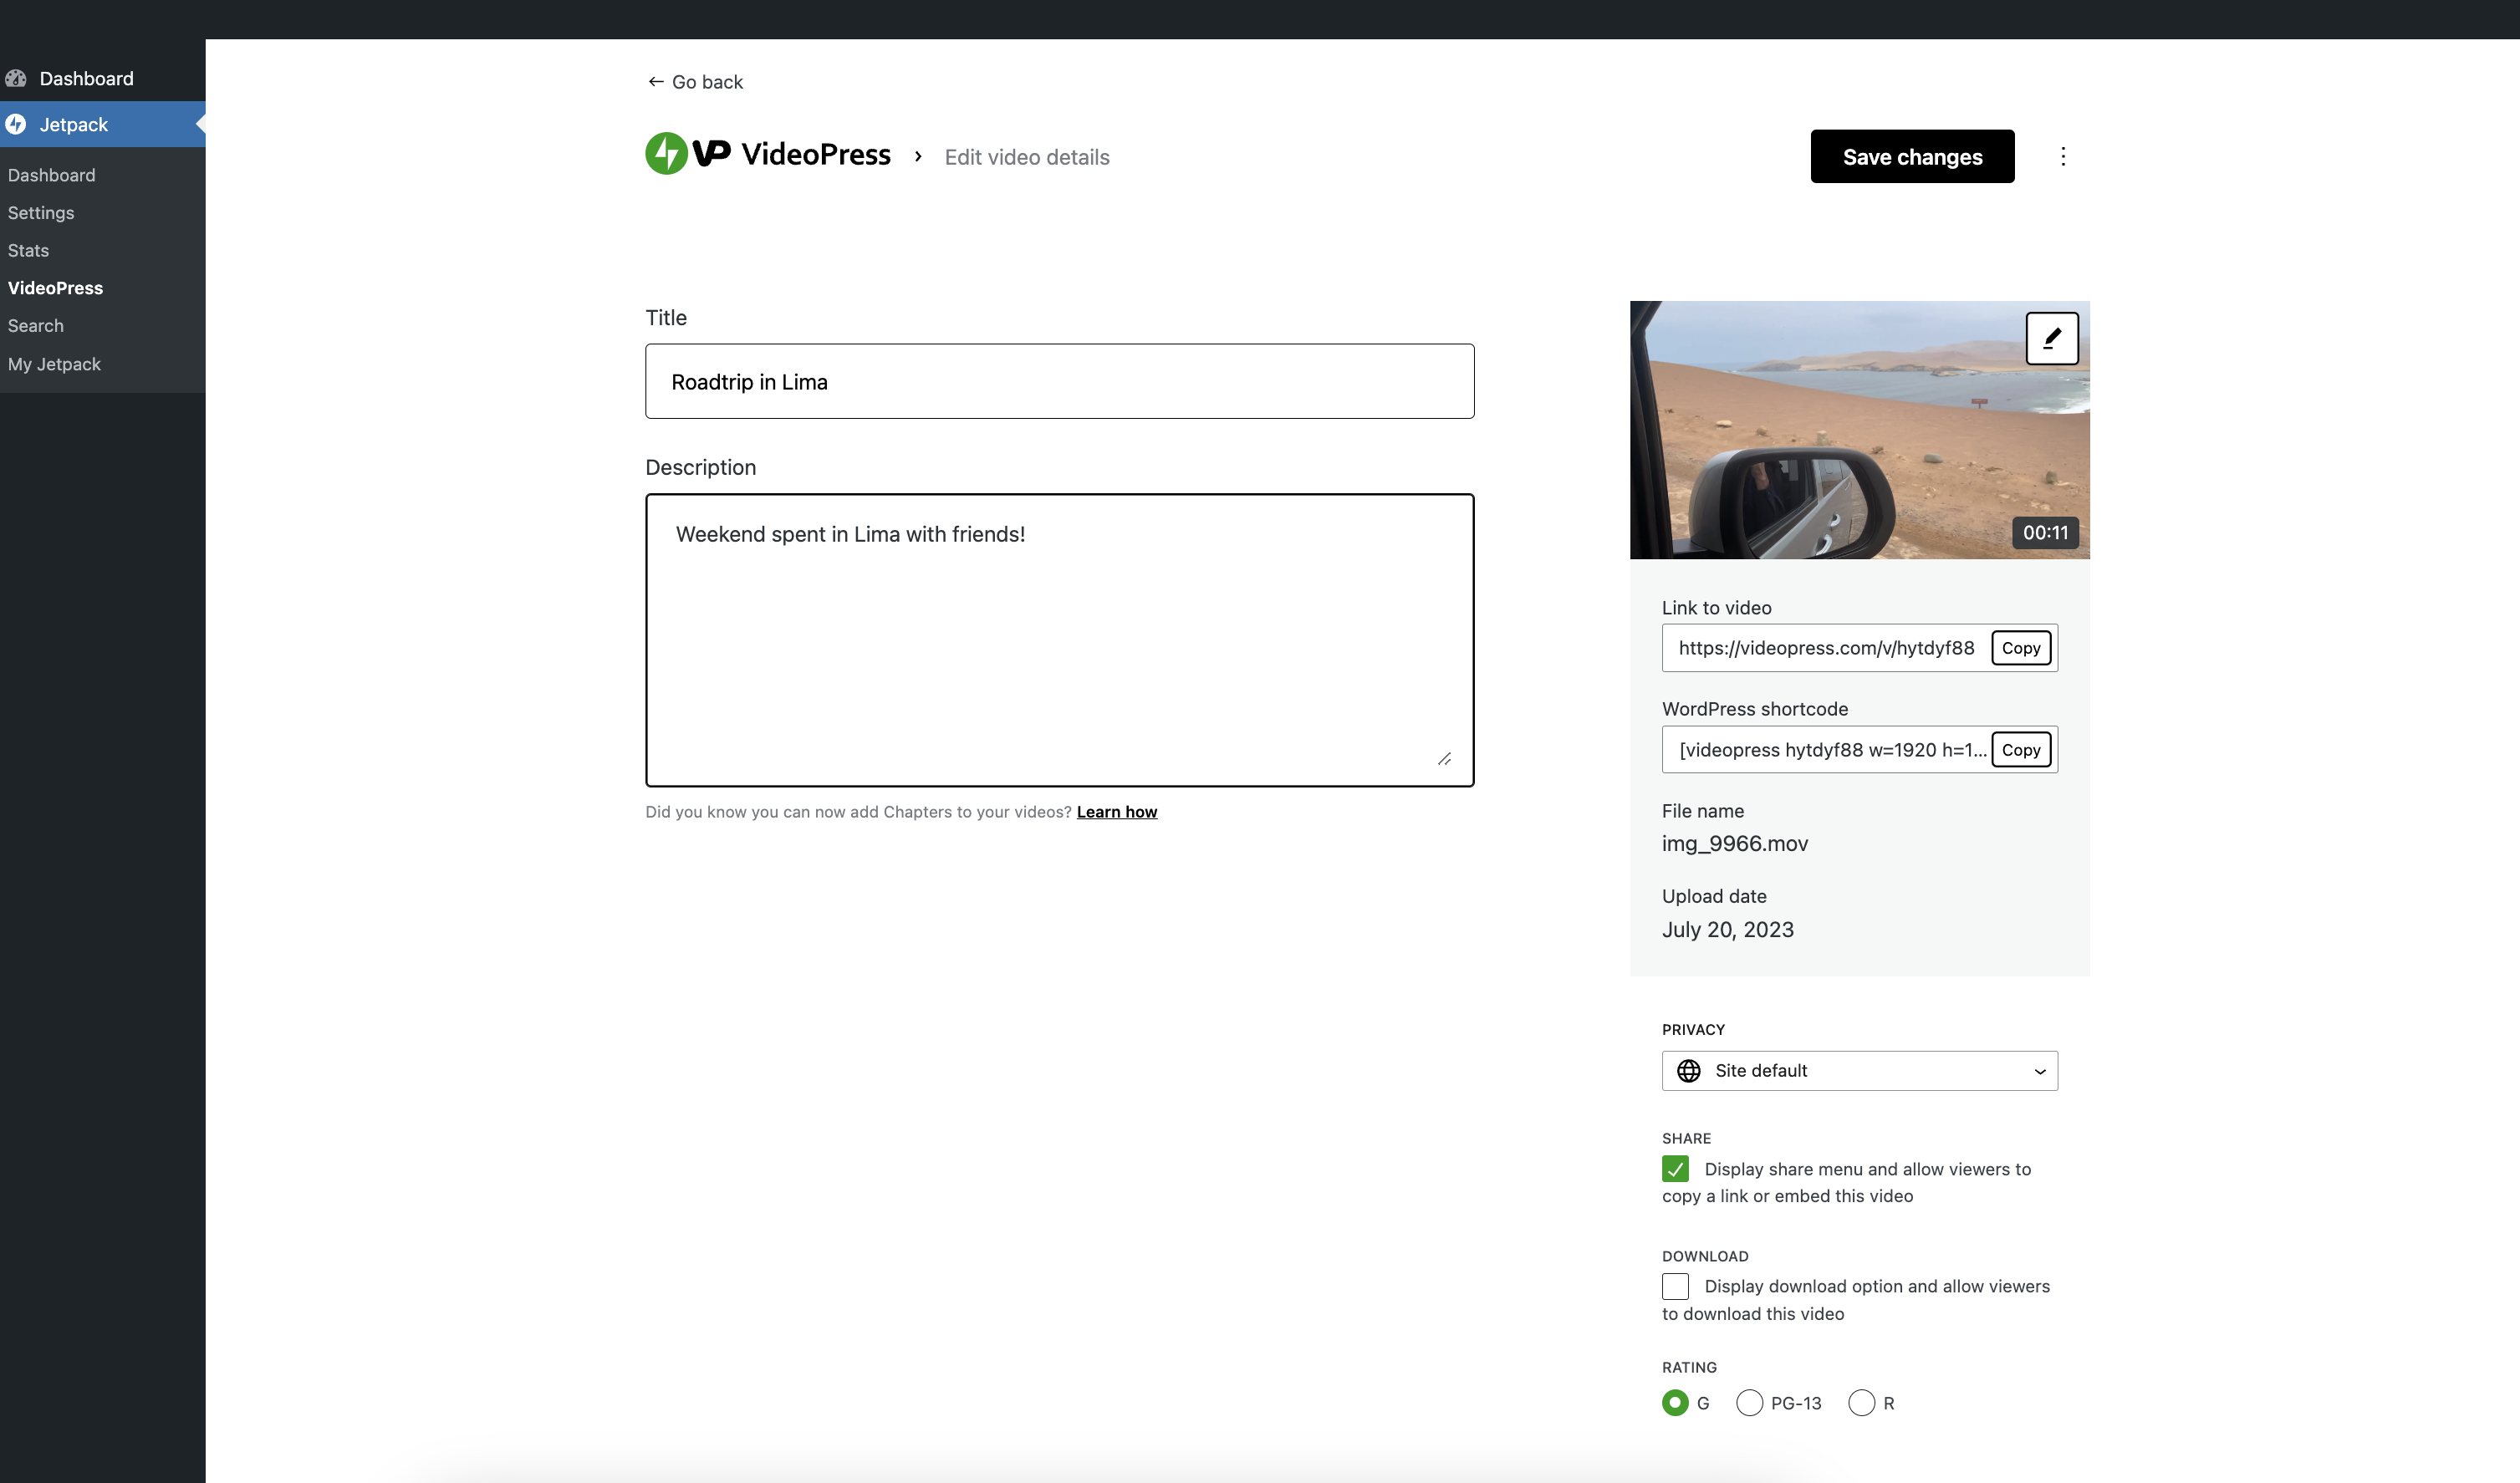 Dashboard
Jetpack
Dashboard
Settings
Stats
VideoPress
Search
My Jetpack
← Go back
VP VideoPress › Edit video details
Save changes
Title
Roadtrip in Lima
Description
Weekend spent in Lima with friends!
Did you know you can now add Chapters to your videos? Learn how
00:11
Link to video
https://videopress.com/v/hytdyf88 Copy
WordPress shortcode
[videopress hytdyf88 w=1920 h=1... Copy
File name
img_9966.mov
Upload date
July 20, 2023
PRIVACY
Site default
SHARE
Display share menu and allow viewers to
copy a link or embed this video
DOWNLOAD
Display download option and allow viewers
to download this video
RATING
G PG-13 R